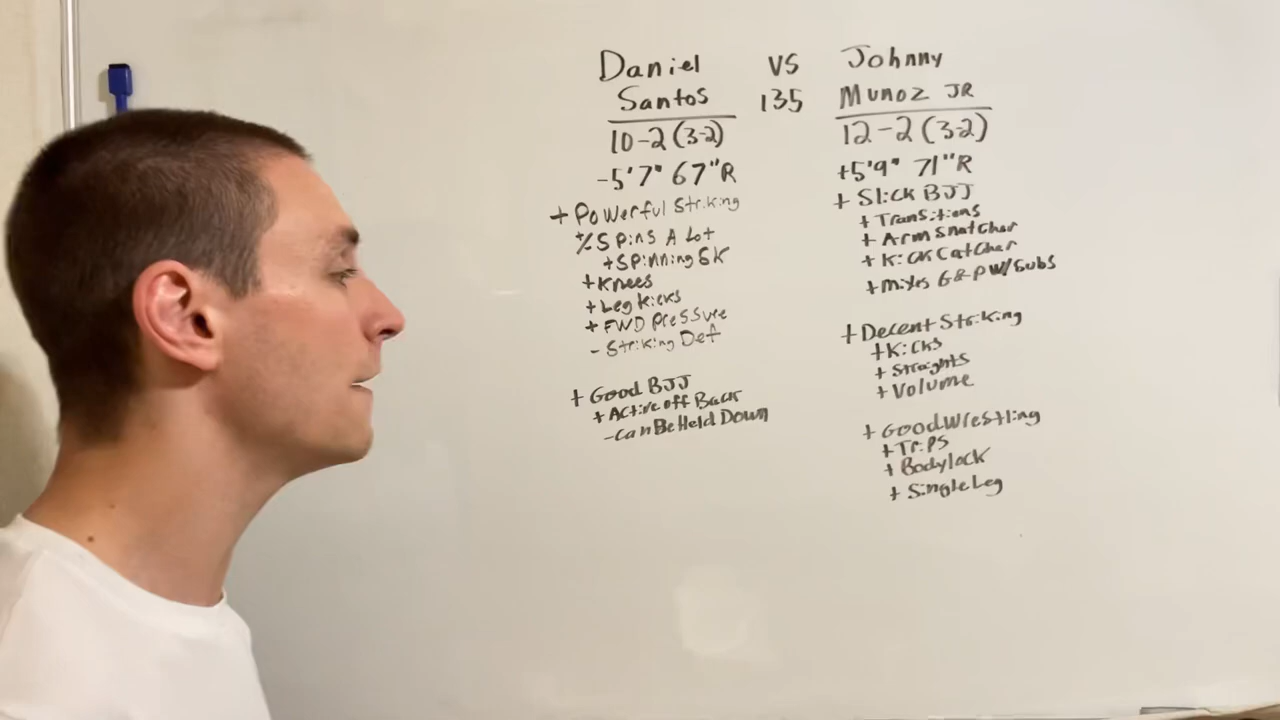 Daniel VS Johnny
Santos 135 Munoz JR
10-2 (3-2)
-5'7" 67"R
+ Powerful Striking
+/- Spins A Lot
+ Spinning BK
+ Knees
+ Leg Kicks
+ FWD Pressure
- Striking Def
+ Good BJJ
+ Active off Back
- Can Be Held Down
12-2 (3-2)
+5'9" 71"R
+ Slick BJJ
+ Transitions
+ Arm Snatcher
+ Kick Catcher
+ Mixes G&P W/ Subs
+ Decent Striking
+ Kicks
+ Straights
+ Volume
+ Good Wrestling
+ Trips
+ Bodylock
+ Single Leg